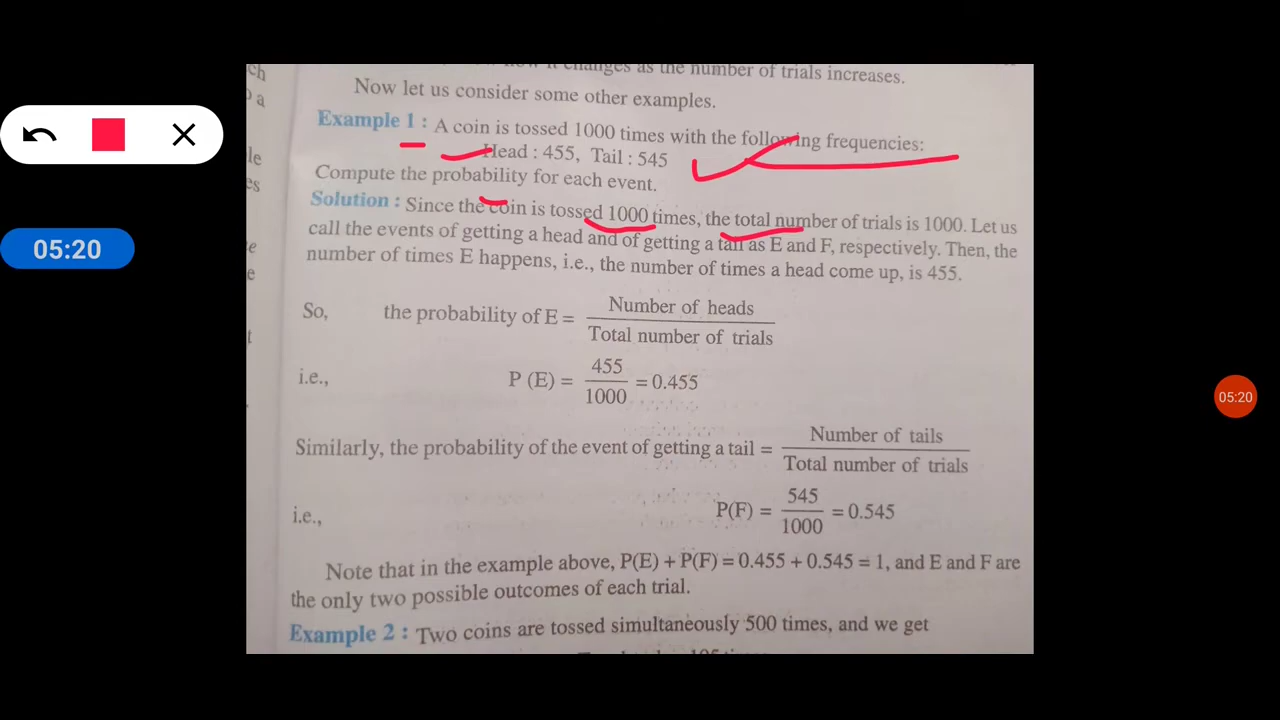 it changes as the number of trials increases.
Now let us consider some other examples.
Example 1 : A coin is tossed 1000 times with the following frequencies:
Head : 455, Tail : 545
Compute the probability for each event.
Solution : Since the coin is tossed 1000 times, the total number of trials is 1000. Let us
call the events of getting a head and of getting a tail as E and F, respectively. Then, the
number of times E happens, i.e., the number of times a head come up, is 455.
So, the probability of E = Number of heads / Total number of trials
i.e., P (E) = 455 / 1000 = 0.455
Similarly, the probability of the event of getting a tail = Number of tails / Total number of trials
i.e., P(F) = 545 / 1000 = 0.545
Note that in the example above, P(E) + P(F) = 0.455 + 0.545 = 1, and E and F are
the only two possible outcomes of each trial.
Example 2 : Two coins are tossed simultaneously 500 times, and we get
ch
a
le
es
e
e
t
05:20
05:20